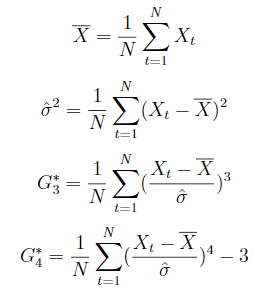 $\overline{X} = \frac{1}{N} \sum_{t=1}^{N} X_t$
$\hat{\sigma}^2 = \frac{1}{N} \sum_{t=1}^{N} (X_t - \overline{X})^2$
$G_3^* = \frac{1}{N} \sum_{t=1}^{N} (\frac{X_t - \overline{X}}{\hat{\sigma}})^3$
$G_4^* = \frac{1}{N} \sum_{t=1}^{N} (\frac{X_t - \overline{X}}{\hat{\sigma}})^4 - 3$